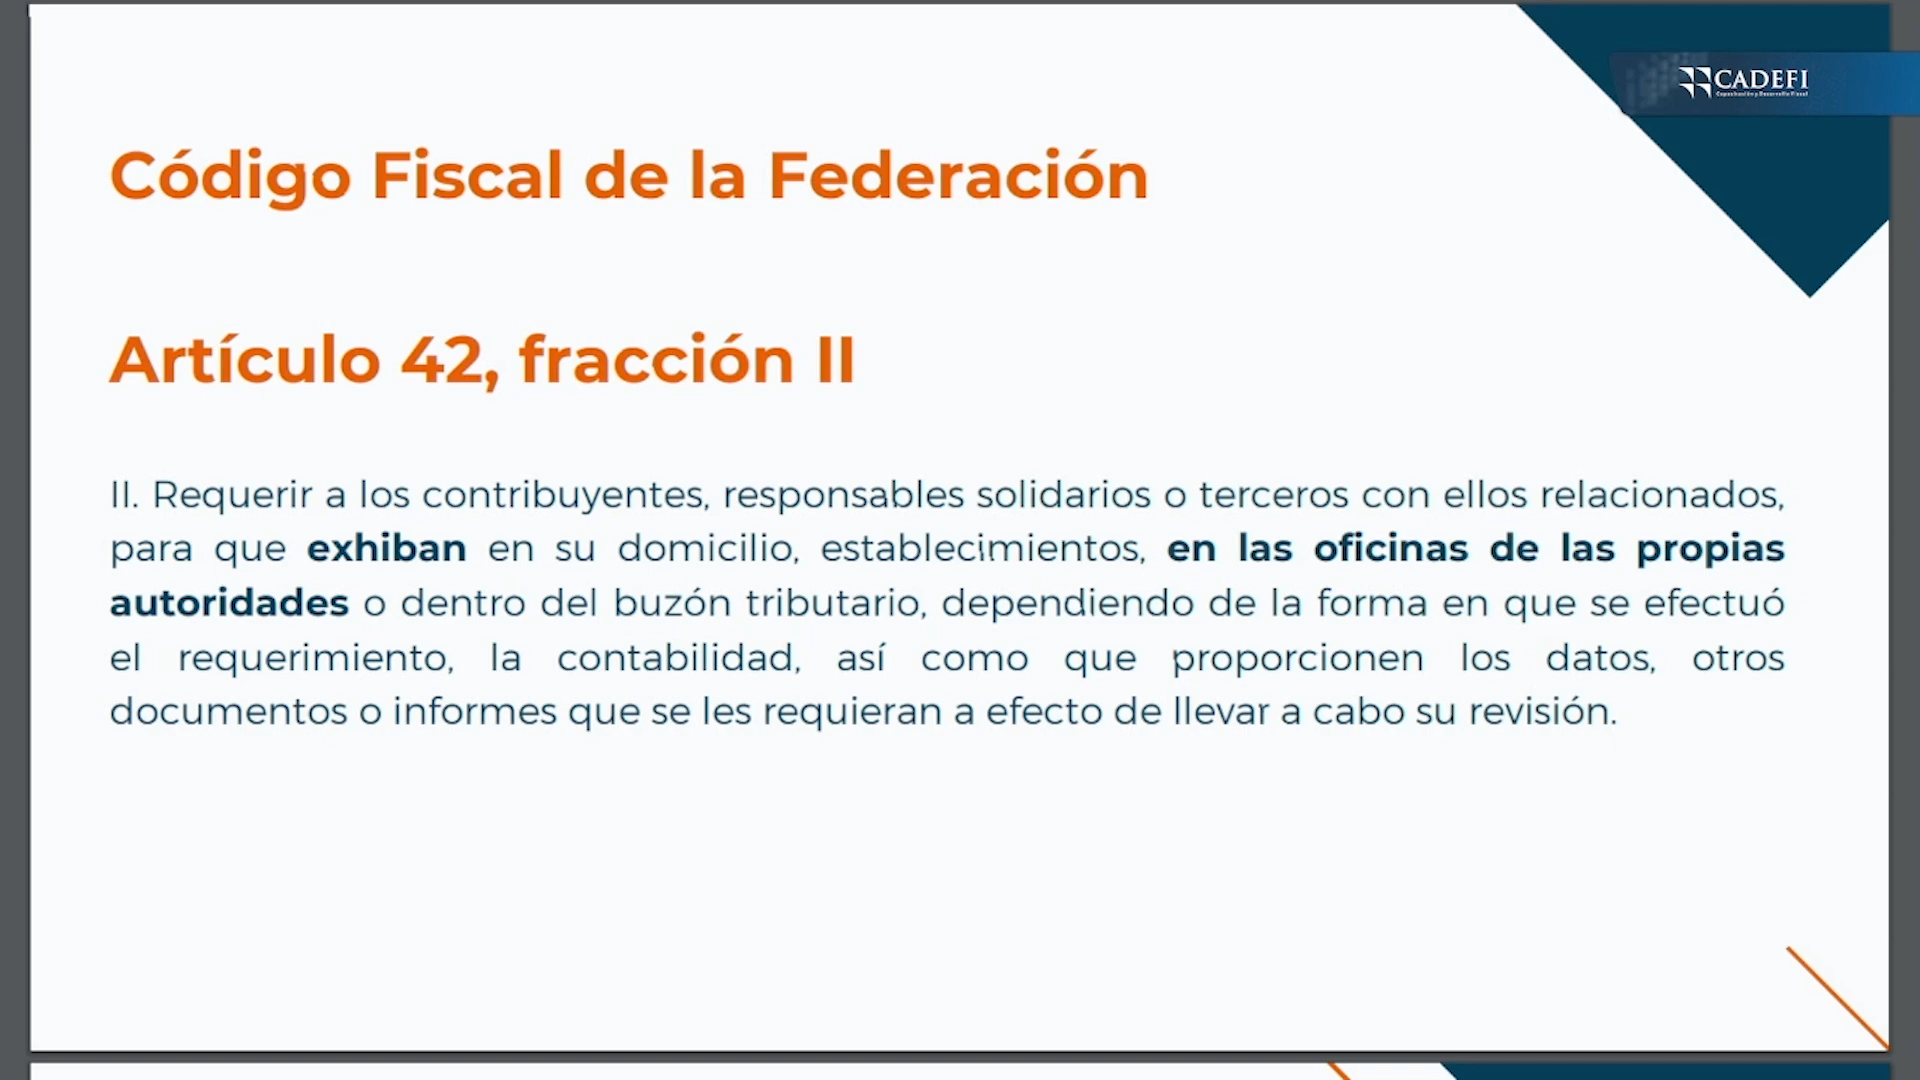 CADEFI
Capacitación y Desarrollo Fiscal
Código Fiscal de la Federación
Artículo 42, fracción II
II. Requerir a los contribuyentes, responsables solidarios o terceros con ellos relacionados,
para que exhiban en su domicilio, establecimientos, en las oficinas de las propias
autoridades o dentro del buzón tributario, dependiendo de la forma en que se efectuó
el requerimiento, la contabilidad, así como que proporcionen los datos, otros
documentos o informes que se les requieran a efecto de llevar a cabo su revisión.